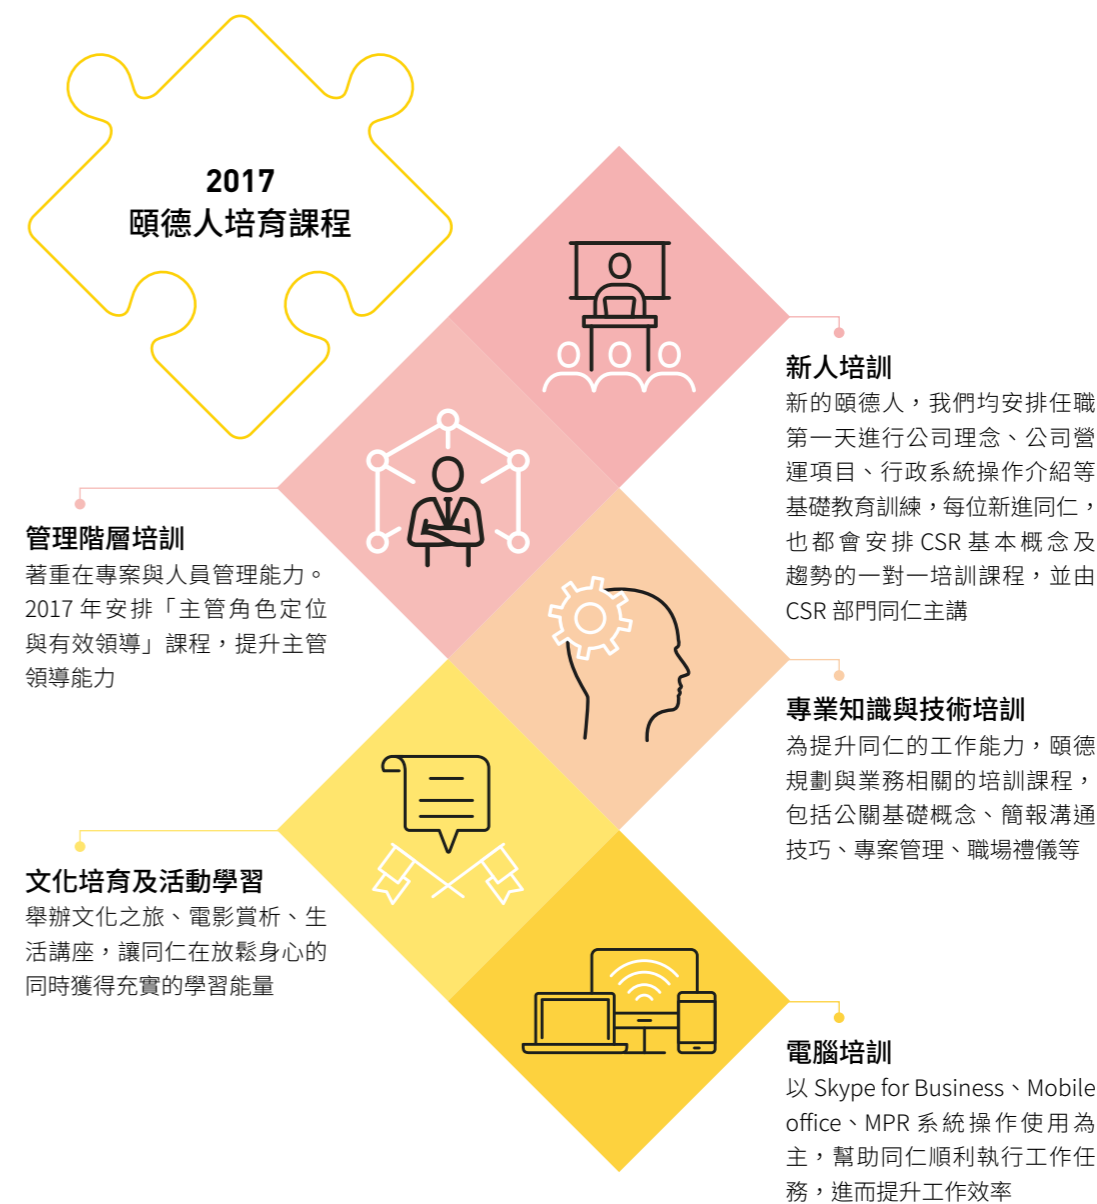 2017
頤德人培育課程
新人培訓
新的頤德人，我們均安排任職
第一天進行公司理念、公司營
運項目、行政系統操作介紹等
基礎教育訓練，每位新進同仁，
也都會安排 CSR 基本概念及
趨勢的一對一培訓課程，並由
CSR 部門同仁主講
管理階層培訓
著重在專案與人員管理能力。
2017 年安排「主管角色定位
與有效領導」課程，提升主管
領導能力
專業知識與技術培訓
為提升同仁的工作能力，頤德
規劃與業務相關的培訓課程，
包括公關基礎概念、簡報溝通
技巧、專案管理、職場禮儀等
文化培育及活動學習
舉辦文化之旅、電影賞析、生
活講座，讓同仁在放鬆身心的
同時獲得充實的學習能量
電腦培訓
以 Skype for Business、Mobile
office、MPR 系統操作使用為
主，幫助同仁順利執行工作任
務，進而提升工作效率